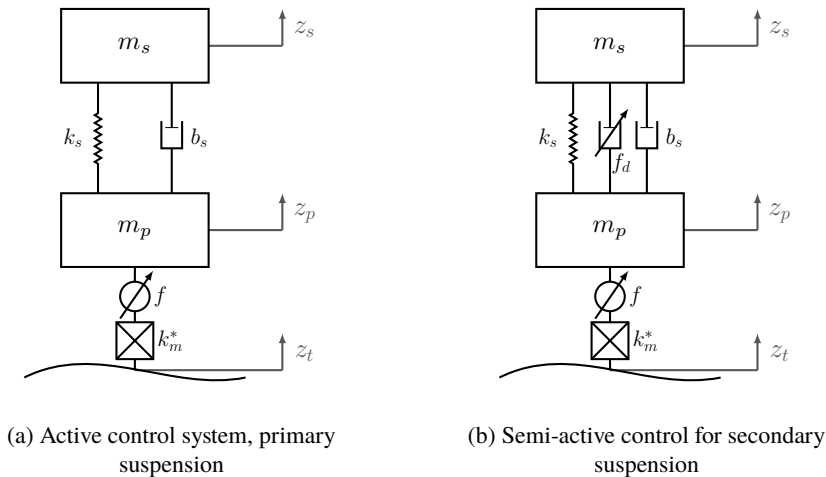 m_s
z_s
k_s
b_s
m_p
z_p
f
k_m^*
z_t
(a) Active control system, primary
suspension
m_s
z_s
k_s
f_d
b_s
m_p
z_p
f
k_m^*
z_t
(b) Semi-active control for secondary
suspension